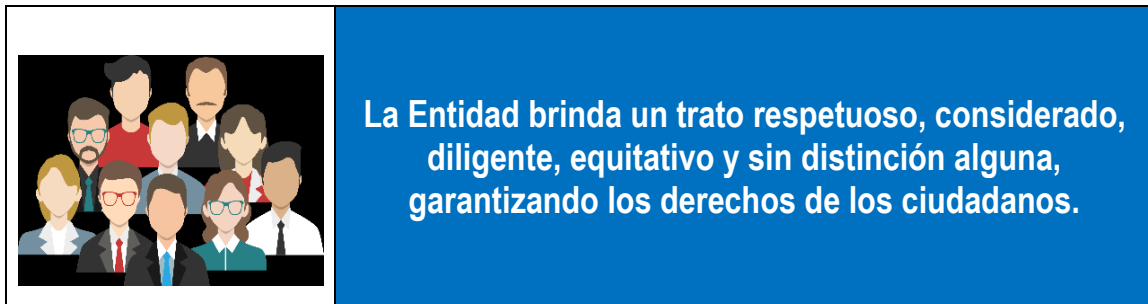 La Entidad brinda un trato respetuoso, considerado,
diligente, equitativo y sin distinción alguna,
garantizando los derechos de los ciudadanos.